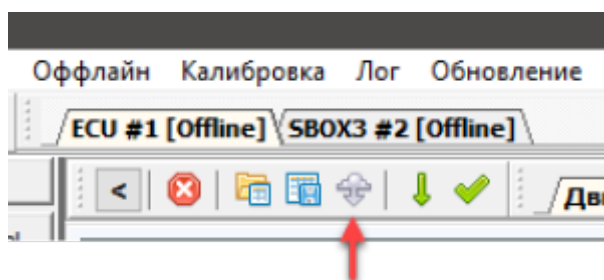 Оффлайн Калибровка Лог Обновление
ECU #1 [Offline] SBOX3 #2 [Offline]
<